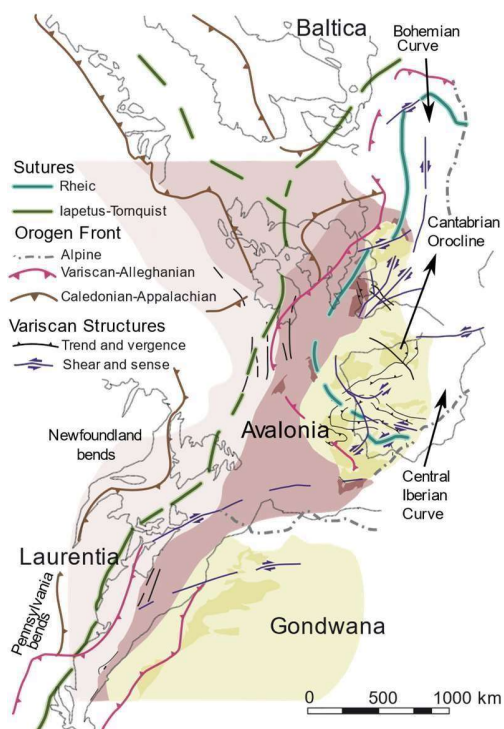 Baltica
Bohemian
Curve
Sutures
Rheic
Iapetus-Tornquist
Orogen Front
Alpine
Variscan-Alleghanian
Caledonian-Appalachian
Variscan Structures
Trend and vergence
Shear and sense
Cantabrian
Orocline
Newfoundland
bends
Avalonia
Central
Iberian
Curve
Laurentia
Pennsylvania
bends
Gondwana
0 500 1000 km